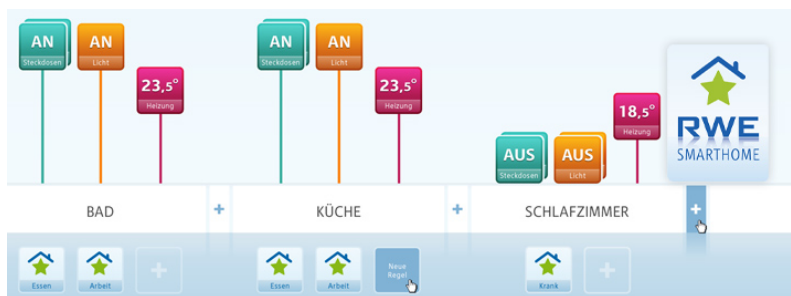 AN
Steckdosen
AN
Licht
23,5°
Heizung
AN
Steckdosen
AN
Licht
23,5°
Heizung
AUS
Steckdosen
AUS
Licht
18,5°
Heizung
RWE
SMARTHOME
BAD
+
KÜCHE
+
SCHLAFZIMMER
+
Essen
Arbeit
+
Essen
Arbeit
Neue
Regel
Krank
+